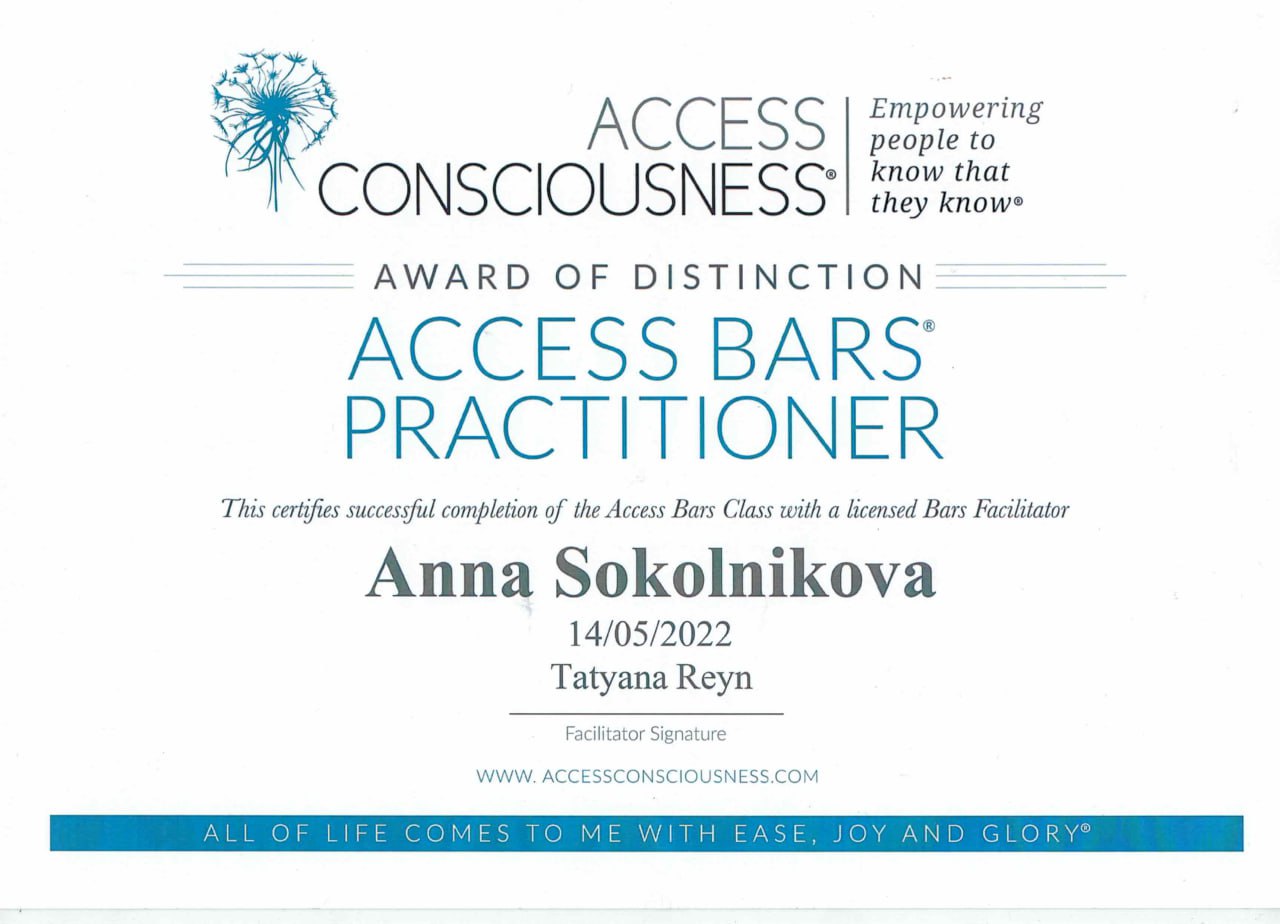 ACCESS
CONSCIOUSNESS®
Empowering
people to
know that
they know®
AWARD OF DISTINCTION
ACCESS BARS®
PRACTITIONER
This certifies successful completion of the Access Bars Class with a licensed Bars Facilitator
Anna Sokolnikova
14/05/2022
Tatyana Reyn
Facilitator Signature
WWW. ACCESSCONSCIOUSNESS.COM
ALL OF LIFE COMES TO ME WITH EASE, JOY AND GLORY®